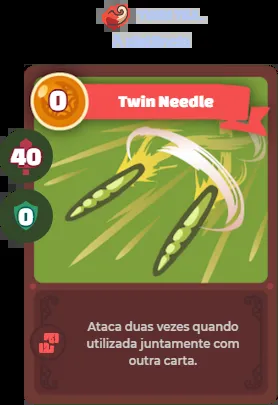 0
Twin Needle
40
0
Ataca duas vezes quando
utilizada juntamente com
outra carta.